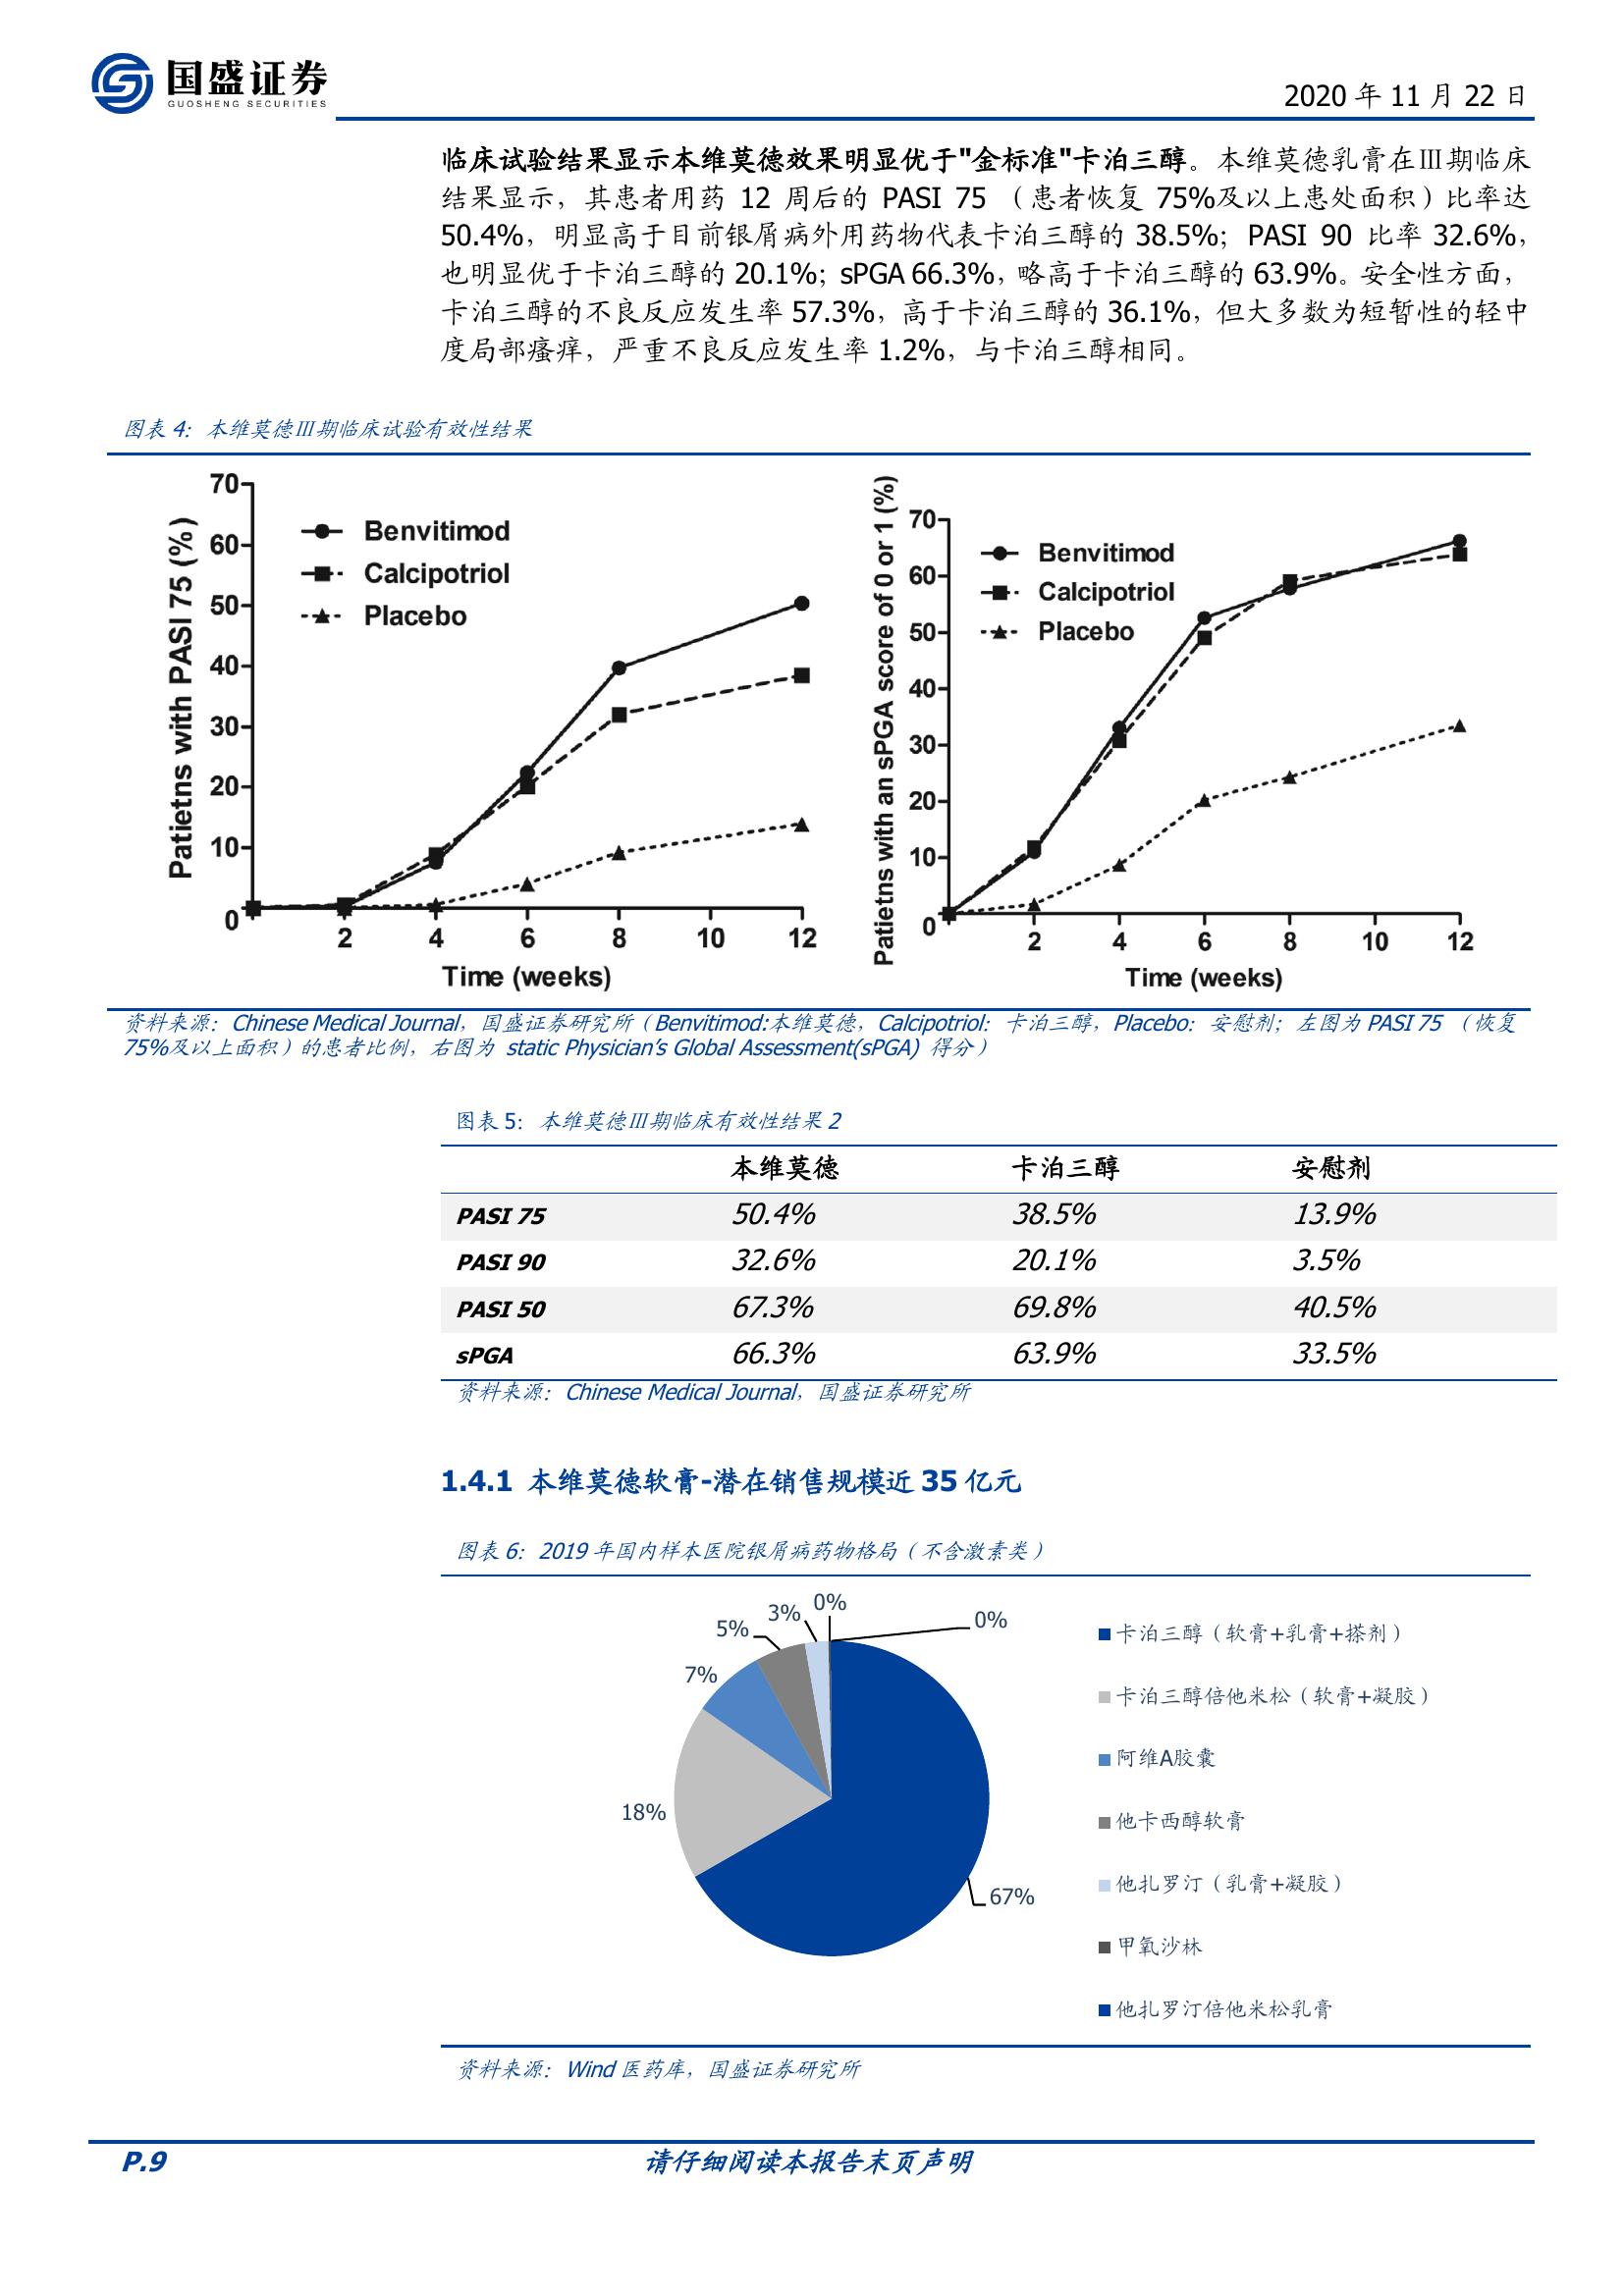 国盛证券
GUOSHENG SECURITIES
2020 年 11 月 22 日
临床试验结果显示本维莫德效果明显优于"金标准"卡泊三醇。本维莫德乳膏在Ⅲ期临床
结果显示，其患者用药 12 周后的 PASI 75 （患者恢复 75%及以上患处面积）比率达
50.4%，明显高于目前银屑病外用药物代表卡泊三醇的 38.5%；PASI 90 比率 32.6%，
也明显优于卡泊三醇的 20.1%；sPGA 66.3%，略高于卡泊三醇的 63.9%。安全性方面，
卡泊三醇的不良反应发生率 57.3%，高于卡泊三醇的 36.1%，但大多数为短暂性的轻中
度局部瘙痒，严重不良反应发生率 1.2%，与卡泊三醇相同。
图表 4：本维莫德Ⅲ期临床试验有效性结果
Patietns with PASI 75 (%)
70
60
50
40
30
20
10
0
Benvitimod
Calcipotriol
Placebo
2 4 6 8 10 12
Time (weeks)
Patietns with an sPGA score of 0 or 1 (%)
70
60
50
40
30
20
10
0
Benvitimod
Calcipotriol
Placebo
2 4 6 8 10 12
Time (weeks)
资料来源：Chinese Medical Journal，国盛证券研究所（Benvitimod:本维莫德，Calcipotriol：卡泊三醇，Placebo：安慰剂；左图为 PASI 75 （恢复
75%及以上面积）的患者比例，右图为 static Physician’s Global Assessment(sPGA) 得分）
图表 5：本维莫德Ⅲ期临床有效性结果 2
本维莫德 卡泊三醇 安慰剂
PASI 75 50.4% 38.5% 13.9%
PASI 90 32.6% 20.1% 3.5%
PASI 50 67.3% 69.8% 40.5%
sPGA 66.3% 63.9% 33.5%
资料来源：Chinese Medical Journal，国盛证券研究所
1.4.1 本维莫德软膏-潜在销售规模近 35 亿元
图表 6：2019 年国内样本医院银屑病药物格局（不含激素类）
0%
3%
0%
5%
7%
18%
67%
卡泊三醇（软膏+乳膏+搽剂）
卡泊三醇倍他米松（软膏+凝胶）
阿维A胶囊
他卡西醇软膏
他扎罗汀（乳膏+凝胶）
甲氧沙林
他扎罗汀倍他米松乳膏
资料来源：Wind 医药库，国盛证券研究所
P.9
请仔细阅读本报告末页声明